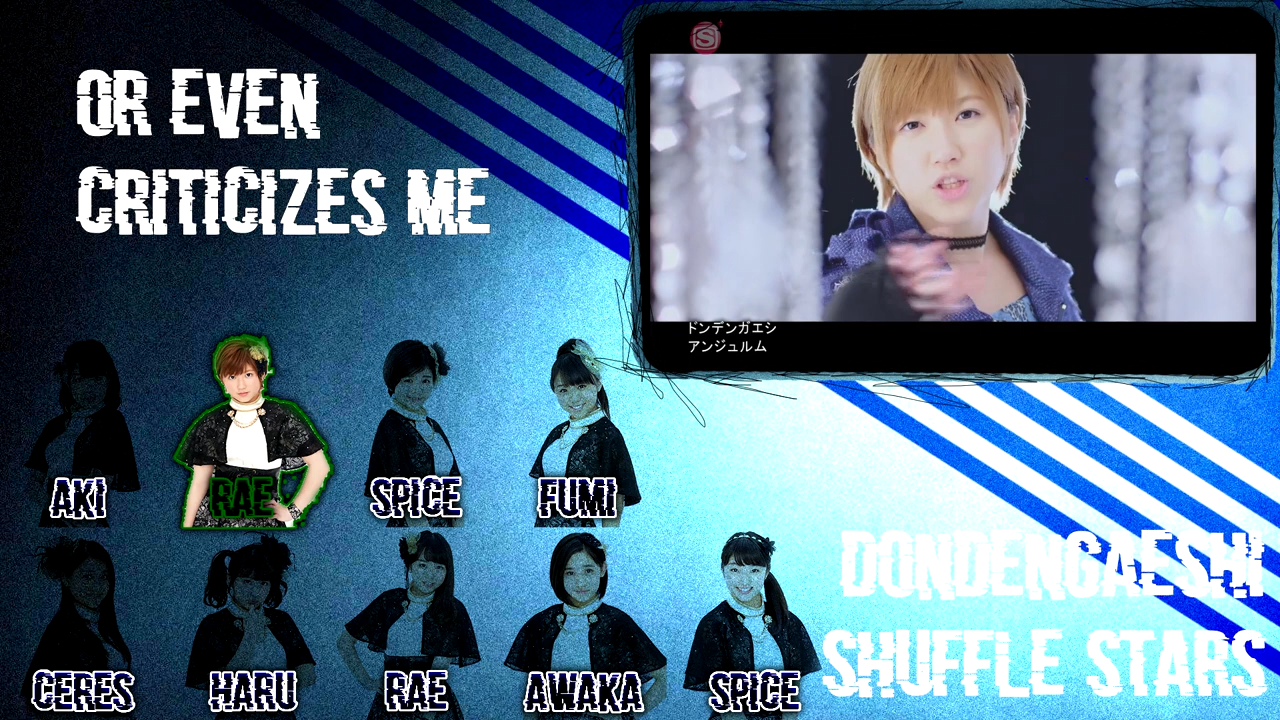 OR EVEN
CRITICIZES ME
ドンデンガエシ
アンジュルム
AKI
RAE
SPICE
FUMI
CERES
HARU
RAE
AWAKA
SPICE
DONDENGAESHI
SHUFFLE STARS